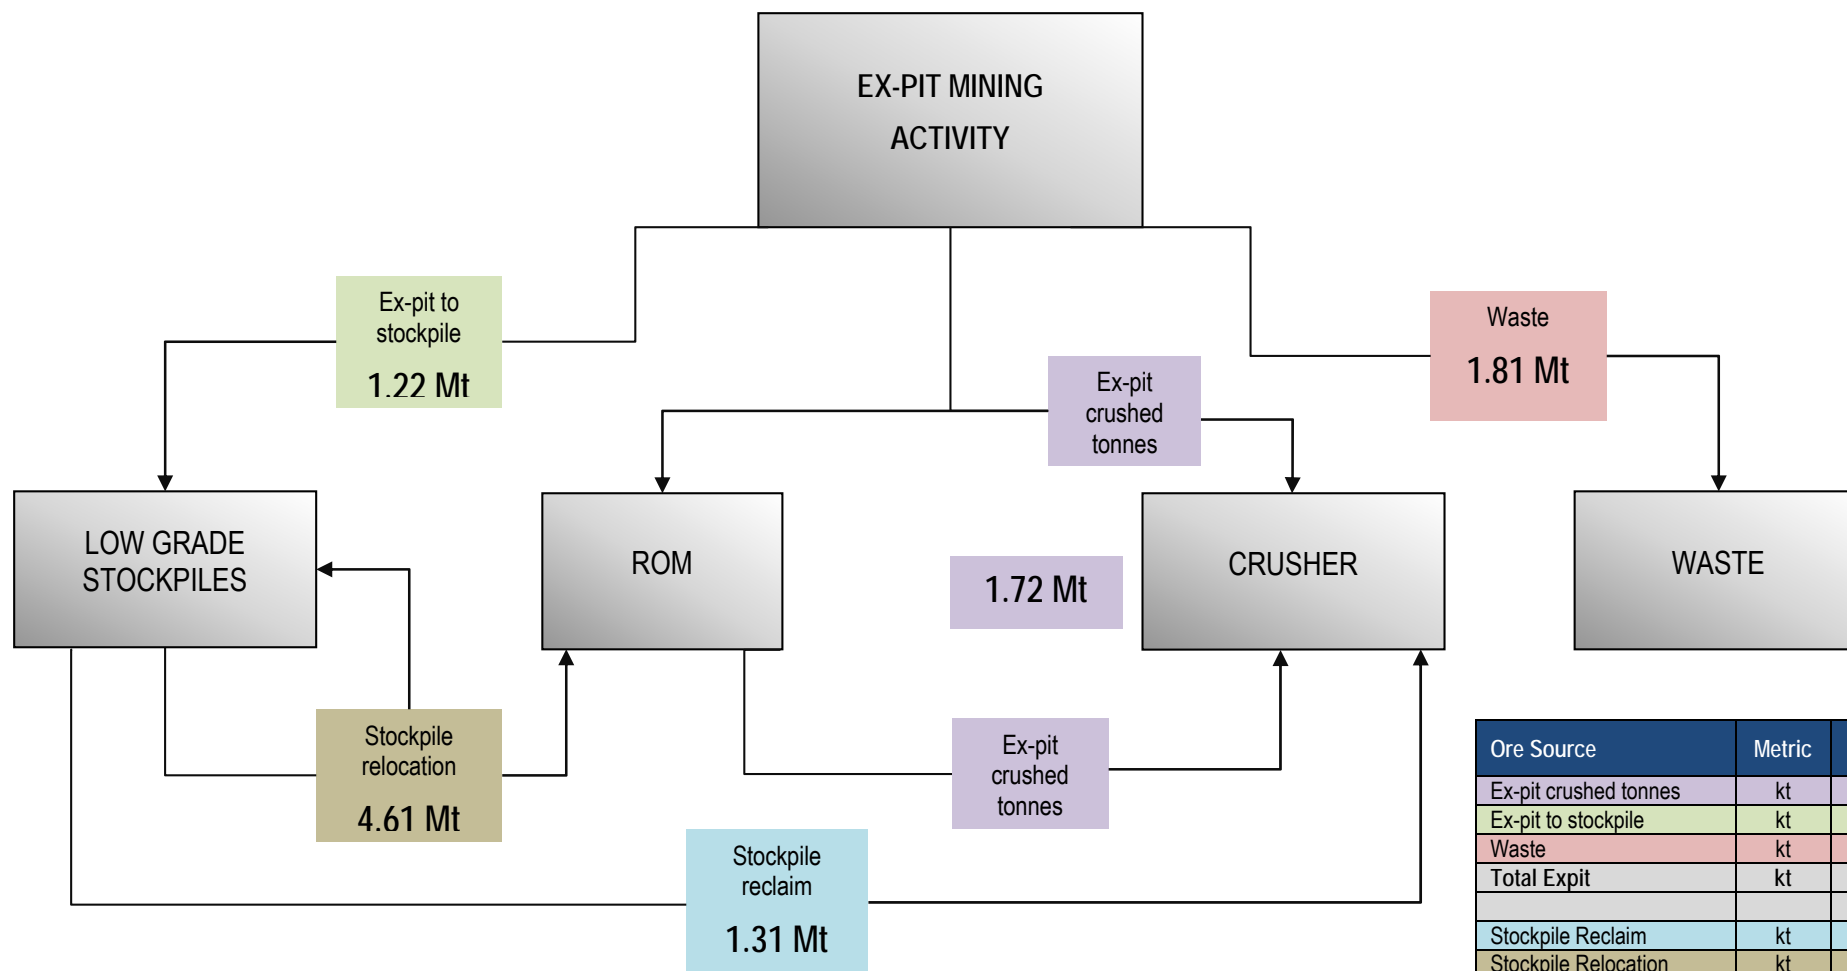 EX-PIT MINING
ACTIVITY
Ex-pit to
stockpile
1.22 Mt
Waste
1.81 Mt
Ex-pit
crushed
tonnes
LOW GRADE
STOCKPILES
ROM
1.72 Mt
CRUSHER
WASTE
Stockpile
relocation
4.61 Mt
Ex-pit
crushed
tonnes
Stockpile
reclaim
1.31 Mt
Ore Source Metric
Ex-pit crushed tonnes kt
Ex-pit to stockpile kt
Waste kt
Total Expit kt
Stockpile Reclaim kt
Stockpile Relocation kt